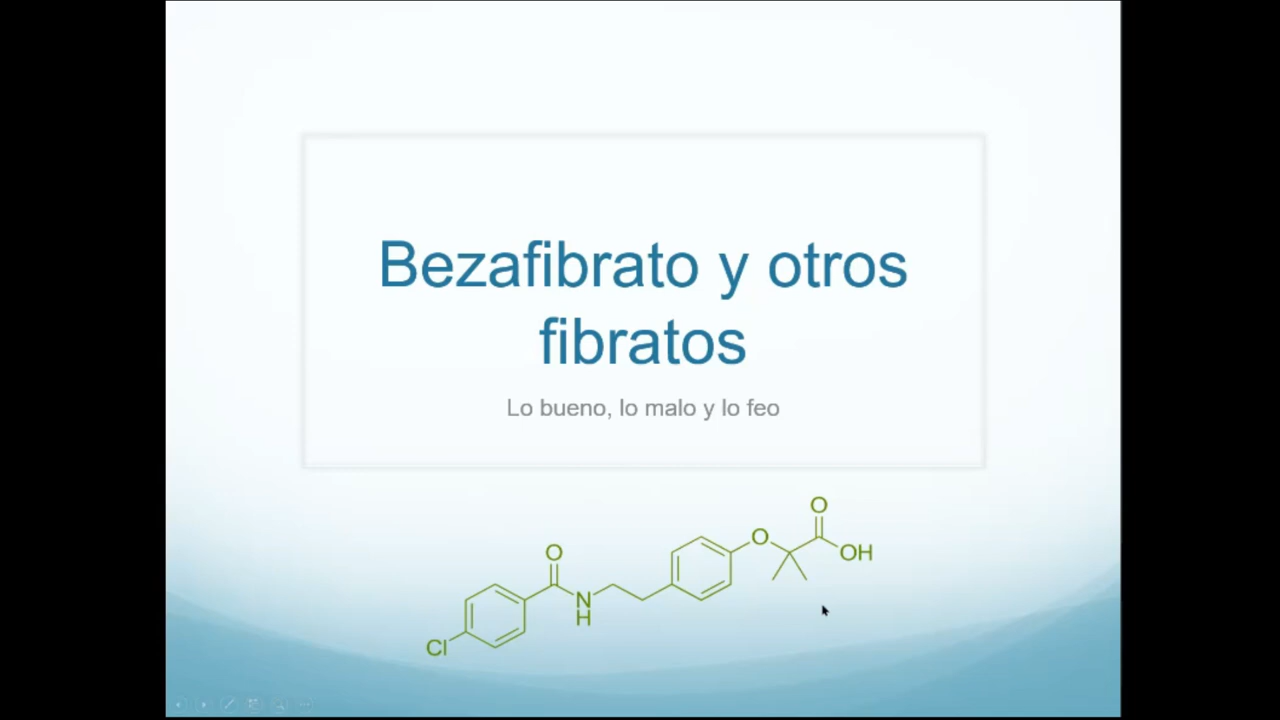 Bezafibrato y otros
fibratos
Lo bueno, lo malo y lo feo
O
O
O
OH
N
H
Cl